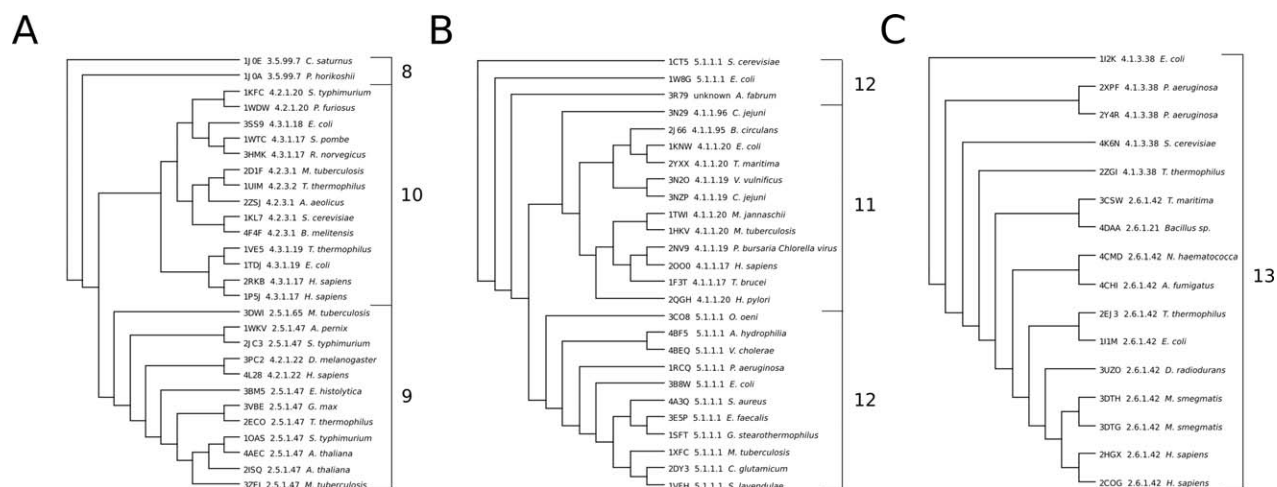 A
1J0E 3.5.99.7 C. saturnus
1J0A 3.5.99.7 P. horikoshii
8
1KFC 4.2.1.20 S. typhimurium
1WDW 4.2.1.20 P. furiosus
3SS9 4.3.1.18 E. coli
1WTC 4.3.1.17 S. pombe
3HMK 4.3.1.17 R. norvegicus
2D1F 4.2.3.1 M. tuberculosis
1UIM 4.2.3.2 T. thermophilus
2ZSJ 4.2.3.1 A. aeolicus
1KL7 4.2.3.1 S. cerevisiae
4F4F 4.2.3.1 B. melitensis
1VE5 4.3.1.19 T. thermophilus
1TDJ 4.3.1.19 E. coli
2RKB 4.3.1.17 H. sapiens
1P5J 4.3.1.17 H. sapiens
10
3DWI 2.5.1.65 M. tuberculosis
1WKV 2.5.1.47 A. pernix
2JC3 2.5.1.47 S. typhimurium
3PC2 4.2.1.22 D. melanogaster
4L28 4.2.1.22 H. sapiens
3BM5 2.5.1.47 E. histolytica
3VBE 2.5.1.47 G. max
2ECO 2.5.1.47 T. thermophilus
1OAS 2.5.1.47 S. typhimurium
4AEC 2.5.1.47 A. thaliana
2ISQ 2.5.1.47 A. thaliana
3ZEI 2.5.1.47 M. tuberculosis
9
B
1CT5 5.1.1.1 S. cerevisiae
1W8G 5.1.1.1 E. coli
3R79 unknown A. fabrum
12
3N29 4.1.1.96 C. jejuni
2J66 4.1.1.95 B. circulans
1KNW 4.1.1.20 E. coli
2YXX 4.1.1.20 T. maritima
3N2O 4.1.1.19 V. vulnificus
3NZP 4.1.1.19 C. jejuni
1TWI 4.1.1.20 M. jannaschii
1HKV 4.1.1.20 M. tuberculosis
2NV9 4.1.1.19 P. bursaria Chlorella virus
2OO0 4.1.1.17 H. sapiens
1F3T 4.1.1.17 T. brucei
2QGH 4.1.1.20 H. pylori
11
3CO8 5.1.1.1 O. oeni
4BF5 5.1.1.1 A. hydrophilia
4BEQ 5.1.1.1 V. cholerae
1RCQ 5.1.1.1 P. aeruginosa
3B8W 5.1.1.1 E. coli
4A3Q 5.1.1.1 S. aureus
3E5P 5.1.1.1 E. faecalis
1SFT 5.1.1.1 G. stearothermophilus
1XFC 5.1.1.1 M. tuberculosis
2DY3 5.1.1.1 C. glutamicum
1VFH 5.1.1.1 S. lavendulae
12
C
1I2K 4.1.3.38 E. coli
2XPF 4.1.3.38 P. aeruginosa
2Y4R 4.1.3.38 P. aeruginosa
4K6N 4.1.3.38 S. cerevisiae
2ZGI 4.1.3.38 T. thermophilus
3CSW 2.6.1.42 T. maritima
4DAA 2.6.1.21 Bacillus sp.
4CMD 2.6.1.42 N. haematococca
4CHI 2.6.1.42 A. fumigatus
2EJ3 2.6.1.42 T. thermophilus
1I1M 2.6.1.42 E. coli
3UZO 2.6.1.42 D. radiodurans
3DTH 2.6.1.42 M. smegmatis
3DTG 2.6.1.42 M. smegmatis
2HGX 2.6.1.42 H. sapiens
2COG 2.6.1.42 H. sapiens
13